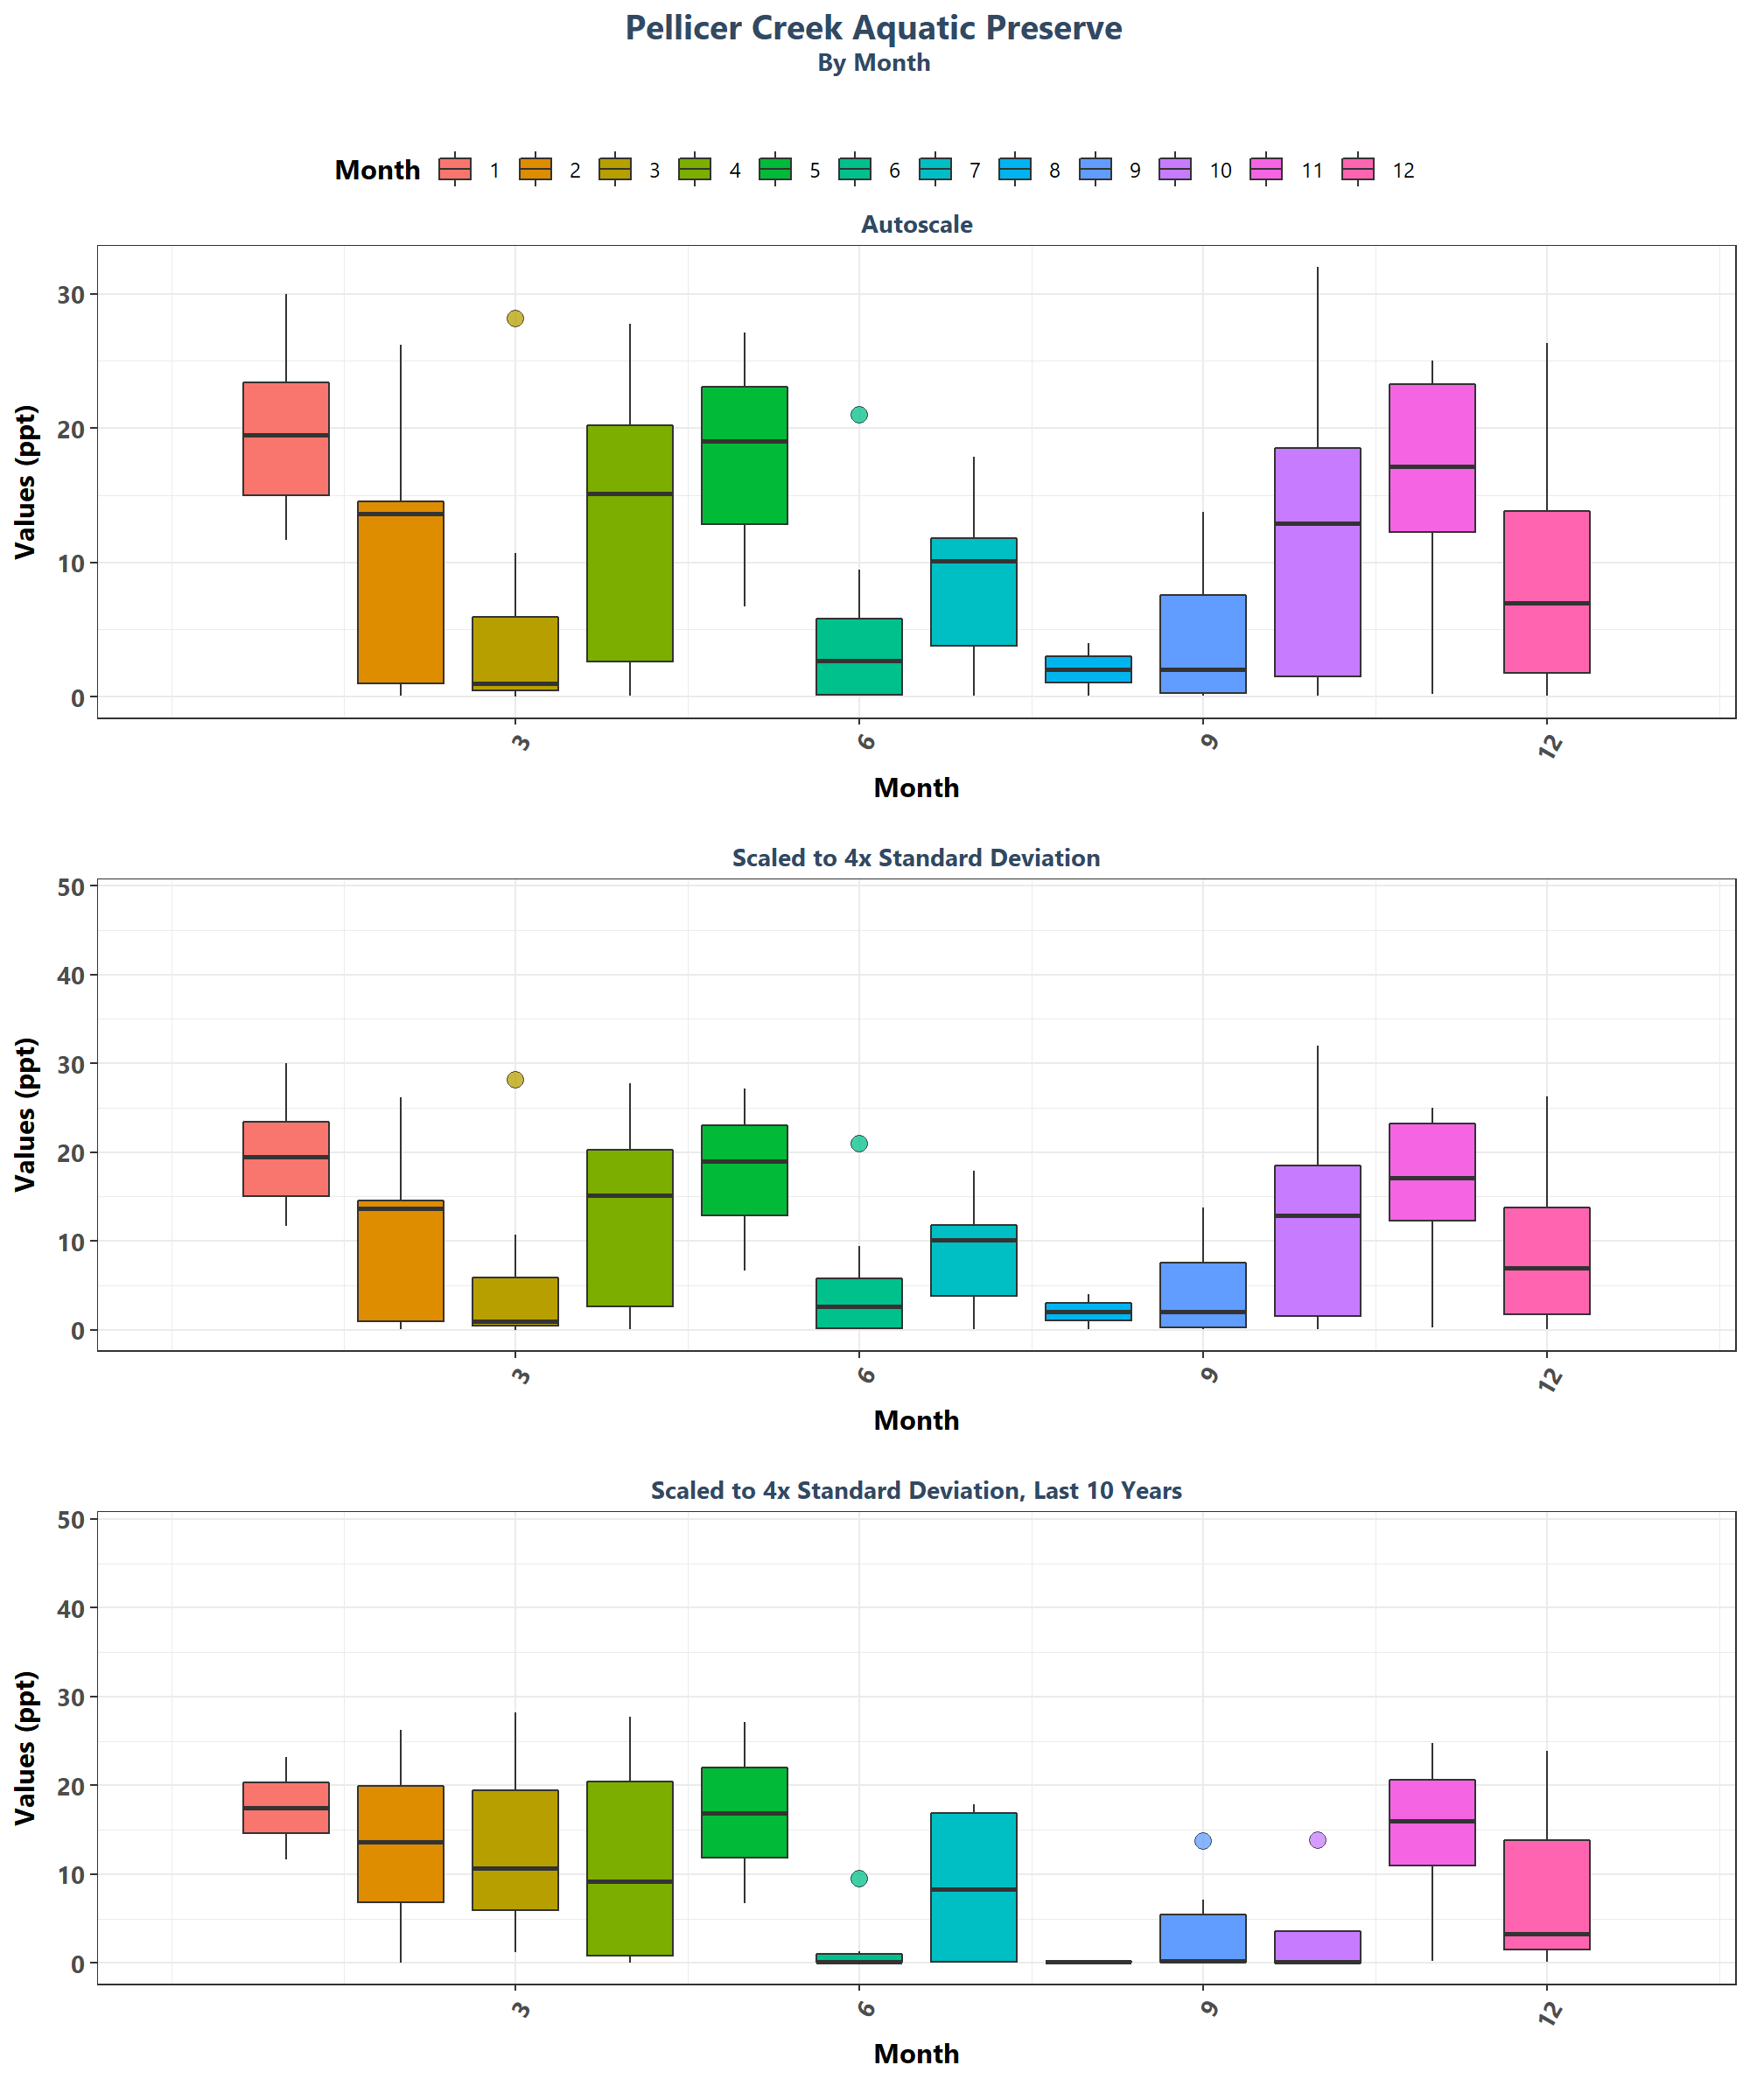 Pellicer Creek Aquatic Preserve
By Month
Month 1 2 3 4 5 6 7 8 9 10 11 12
Autoscale
Values (ppt)
30
20
10
0
3 6 9 12
Month
Scaled to 4x Standard Deviation
Values (ppt)
50
40
30
20
10
0
3 6 9 12
Month
Scaled to 4x Standard Deviation, Last 10 Years
Values (ppt)
50
40
30
20
10
0
3 6 9 12
Month